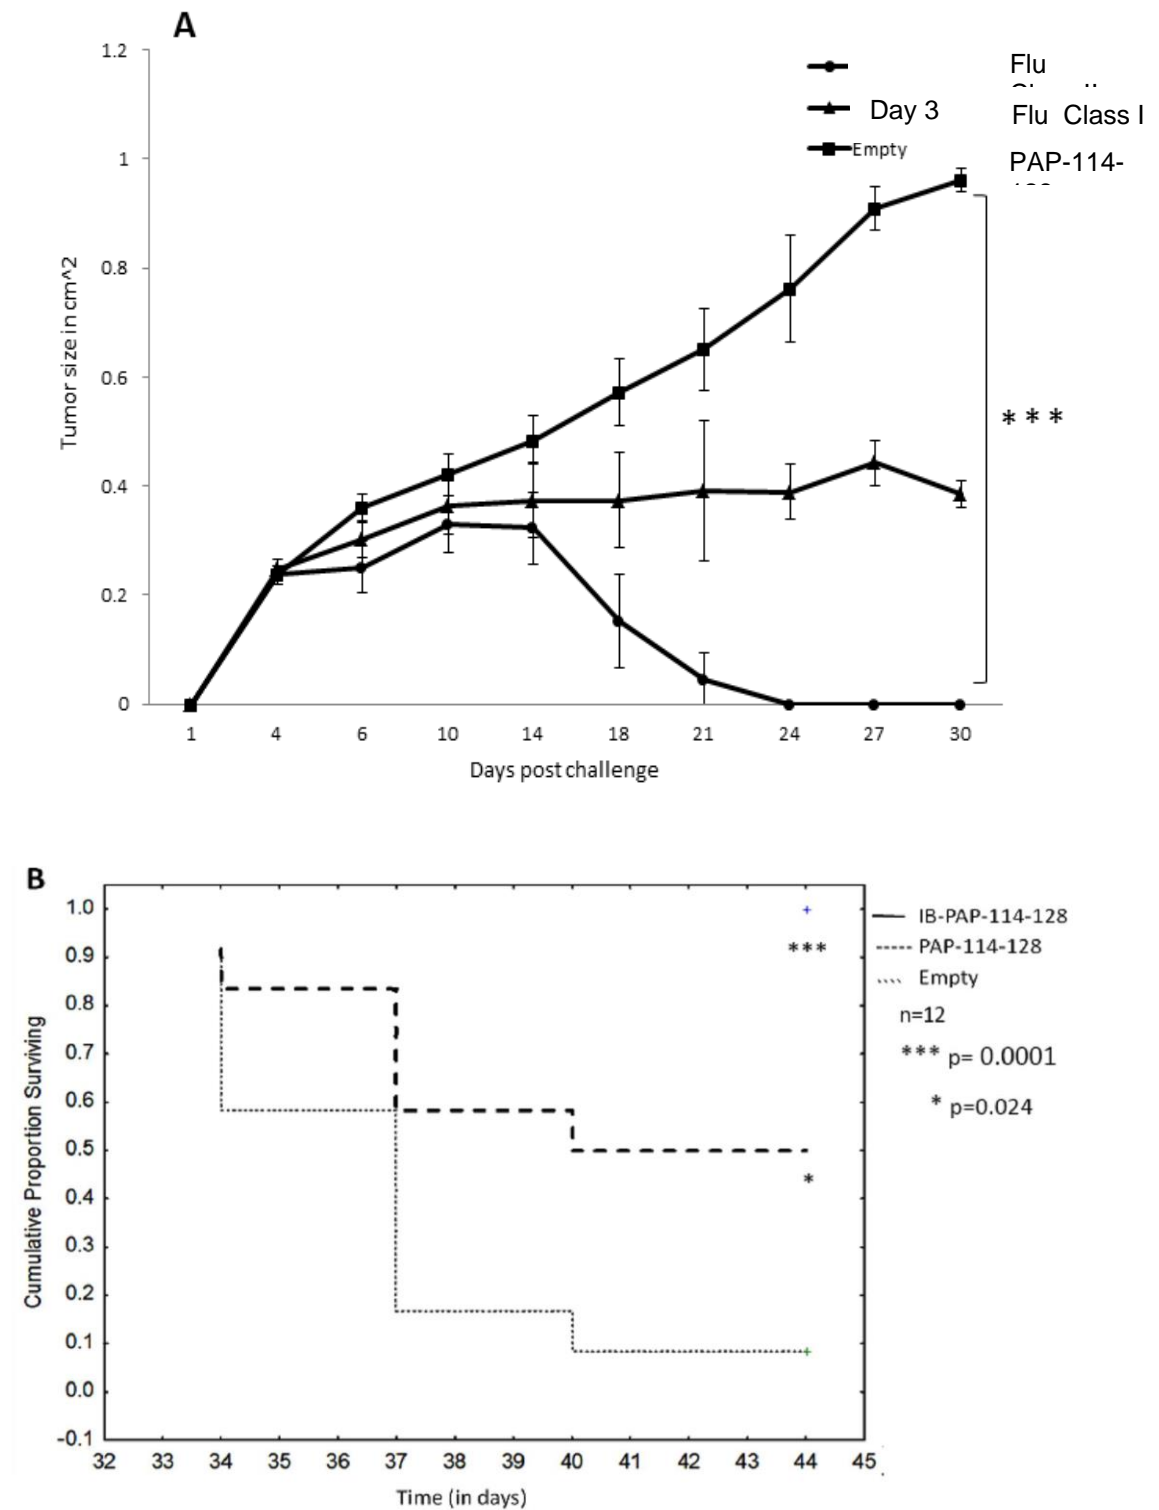 A
1.2
1
0.8
0.6
0.4
0.2
0
Tumor size in cm^2
1 4 6 10 14 18 21 24 27 30
Days post challenge
Flu
Day 3 Flu Class I
Empty PAP-114-
***
B
1.0
0.9
0.8
0.7
0.6
0.5
0.4
0.3
0.2
0.1
0.0
-0.1
Cumulative Proportion Surviving
32 33 34 35 36 37 38 39 40 41 42 43 44 45
Time (in days)
***
*
IB-PAP-114-128
PAP-114-128
Empty
n=12
*** p= 0.0001
* p=0.024